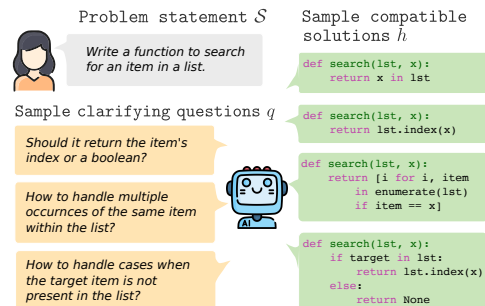 Problem statement S
Write a function to search
for an item in a list.
Sample clarifying questions q
Should it return the item's
index or a boolean?
How to handle multiple
occurnces of the same item
within the list?
How to handle cases when
the target item is not
present in the list?
AI
Sample compatible
solutions h
def search(lst, x):
    return x in lst
def search(lst, x):
    return lst.index(x)
def search(lst, x):
    return [i for i, item
        in enumerate(lst)
        if item == x]
def search(lst, x):
    if target in lst:
        return lst.index(x)
    else:
        return None